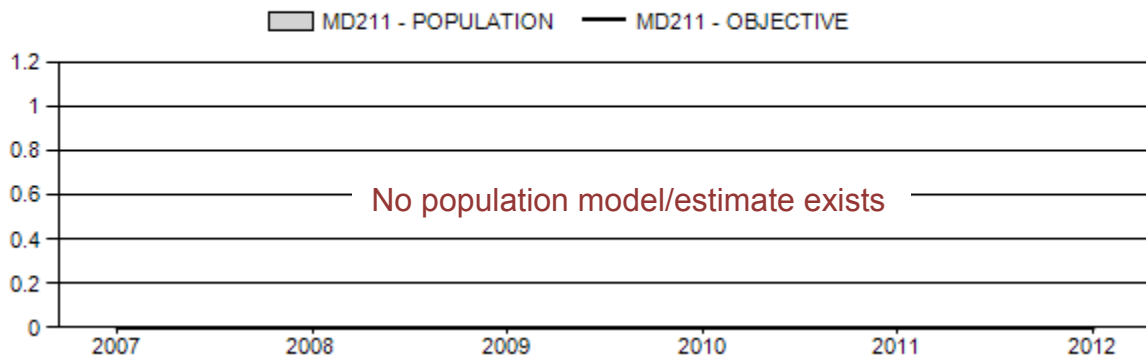 MD211 - POPULATION MD211 - OBJECTIVE
1.2
1
0.8
0.6
No population model/estimate exists
0.4
0.2
0
2007 2008 2009 2010 2011 2012